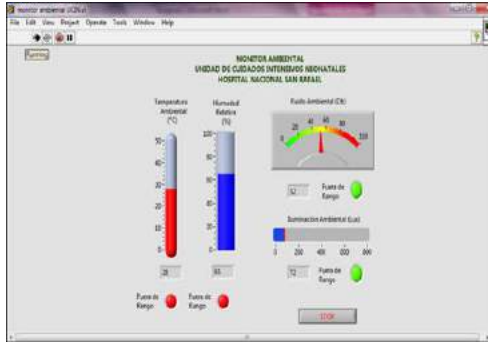 monitor ambiental UCIN.vi
File Edit View Project Operate Tools Window Help
Running
MONITOR AMBIENTAL
UNIDAD DE CUIDADOS INTENSIVOS NEONATALES
HOSPITAL NACIONAL SAN RAFAEL
Temperatura
Ambiental
(°C)
50-
40-
30-
20-
10-
0-
28
Fuera de
Rango
Humedad
Relativa
(%)
100-
80-
60-
40-
20-
0-
65
Fuera de
Rango
Ruido Ambiental (Db)
0 20 40 60 80 100
52
Fuera de
Rango
Iluminacion Ambiental (Lux)
0 200 400 600 800
72
Fuera de
Rango
STOP